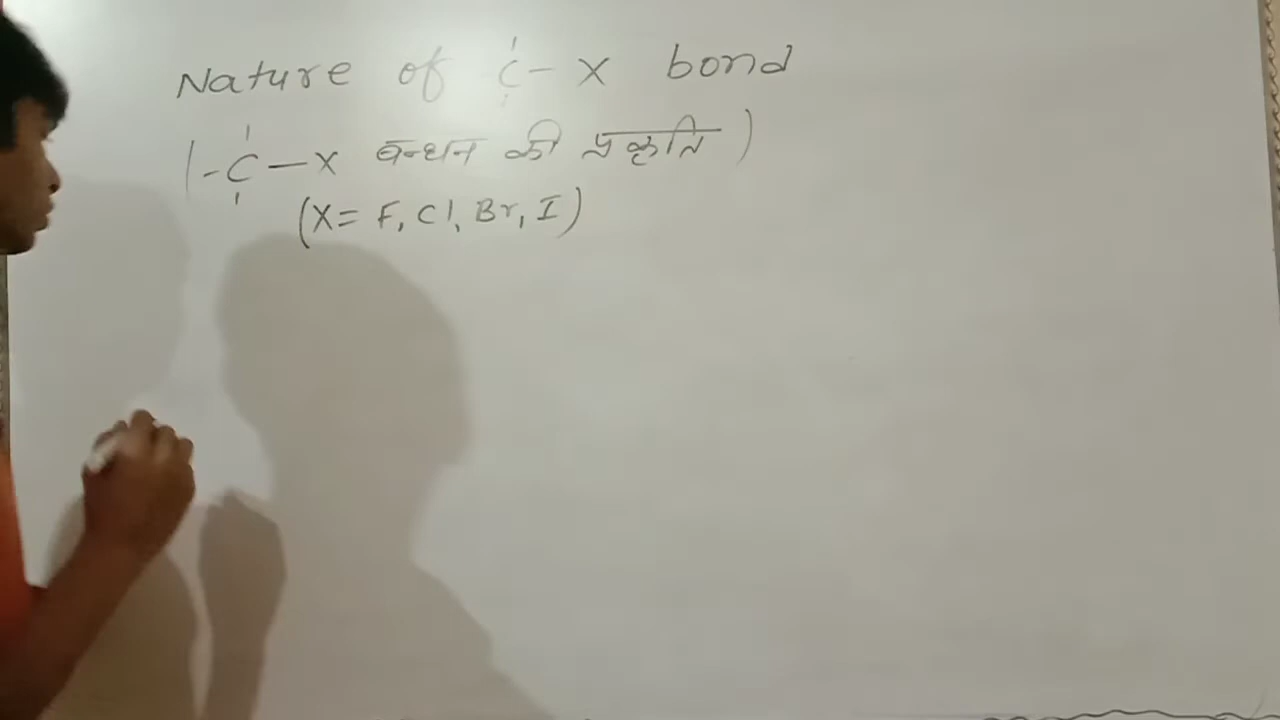 Nature of C - X bond
(-C-X बन्धन की प्रकृति)
(X= F, Cl, Br, I)